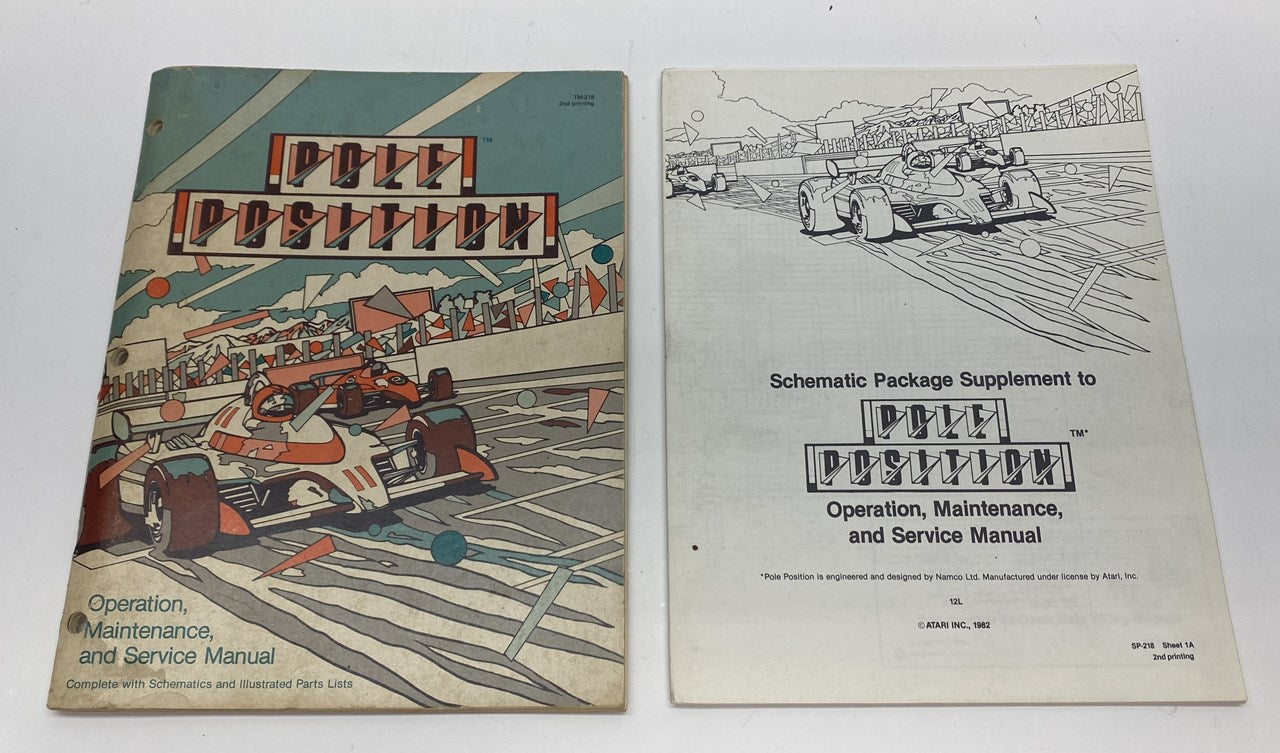 TM-218
2nd printing
POLE
TM
POSITION
Operation,
Maintenance,
and Service Manual
Complete with Schematics and Illustrated Parts Lists
Schematic Package Supplement to
POLE
TM*
POSITION
Operation, Maintenance,
and Service Manual
*Pole Position is engineered and designed by Namco Ltd. Manufactured under license by Atari, Inc.
12L
© ATARI INC., 1982
SP-218 Sheet 1A
2nd printing